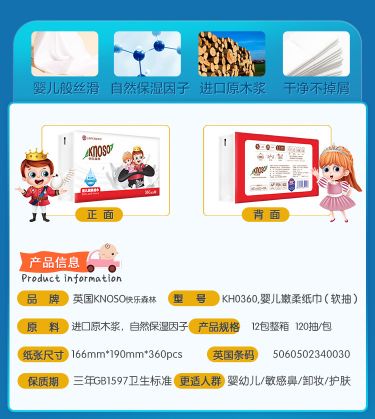 婴儿般丝滑 自然保湿因子 进口原木浆 干净不掉屑
KNOSO
快乐森林
KNOSO
正面 背面
产品信息
Product information
品牌 英国KNOSO快乐森林 型号 KH0360,婴儿嫩柔纸巾(软抽)
原料 进口原木浆，自然保湿因子 产品规格 12包整箱 120抽/包
纸张尺寸 166mm*190mm*360pcs 英国条码 5060502340030
保质期 三年GB1597卫生标准 更适人群 婴幼儿/敏感鼻/卸妆/护肤